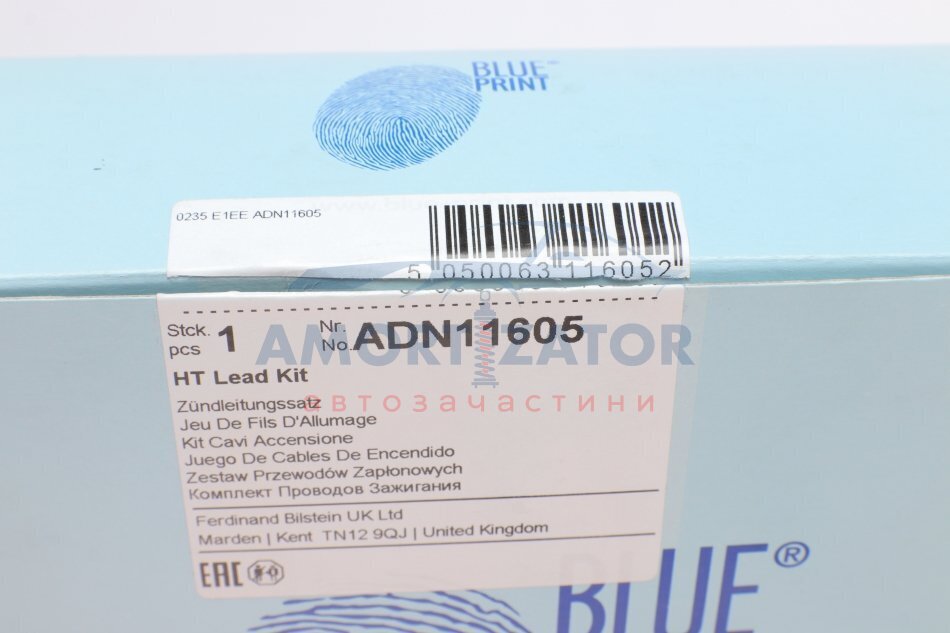 BLUE
PRINT
0235 E1EE ADN11605
5 050063 116052
Stck. 1 Nr. ADN11605
pcs No.
AMORTIZATOR
HT Lead Kit
автозачастини
Zündleitungssatz
Jeu De Fils D'Allumage
Kit Cavi Accensione
Juego De Cables De Encendido
Zestaw Przewodów Zapłonowych
Комплект Проводов Зажигания
Ferdinand Bilstein UK Ltd
Marden | Kent TN12 9QJ | United Kingdom
EAC
BLUE®